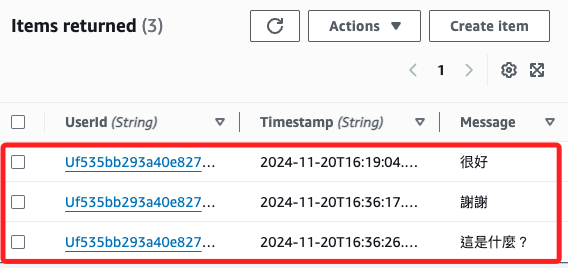 Items returned (3)
Actions
Create item
1
UserId (String)
Timestamp (String)
Message
Uf535bb293a40e827...
2024-11-20T16:19:04....
很好
Uf535bb293a40e827...
2024-11-20T16:36:17....
謝謝
Uf535bb293a40e827...
2024-11-20T16:36:26....
這是什麼？